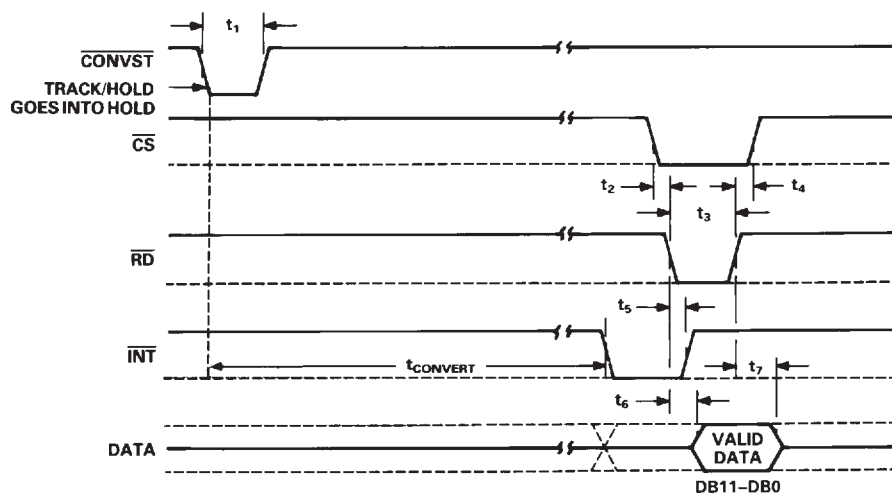 t1
CONVST
TRACK/HOLD
GOES INTO HOLD
CS
t2
t4
t3
RD
t5
INT
tCONVERT
t7
t6
DATA
VALID
DATA
DB11–DB0